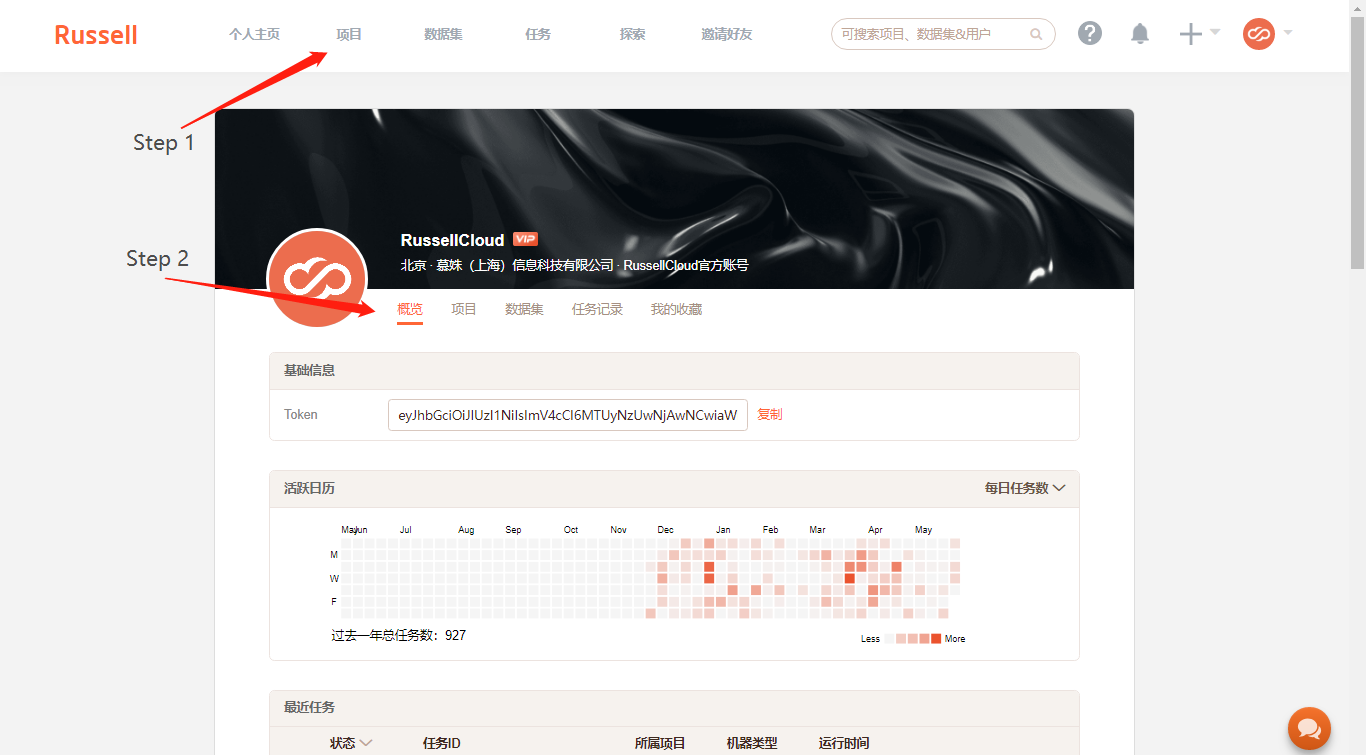 Russell 个人主页 项目 数据集 任务 探索 邀请好友 可搜索项目、数据集&用户
Step 1
RussellCloud VIP
北京 · 慕姝（上海）信息科技有限公司 · RussellCloud官方账号
Step 2
概览 项目 数据集 任务记录 我的收藏
基础信息
Token eyJhbGciOiJIUzI1NiIsImV4cCI6MTUyNzUwNjAwNCwiaW 复制
活跃日历 每日任务数
May Jun Jul Aug Sep Oct Nov Dec Jan Feb Mar Apr May
M
W
F
过去一年总任务数：927 Less More
最近任务
状态 任务ID 所属项目 机器类型 运行时间